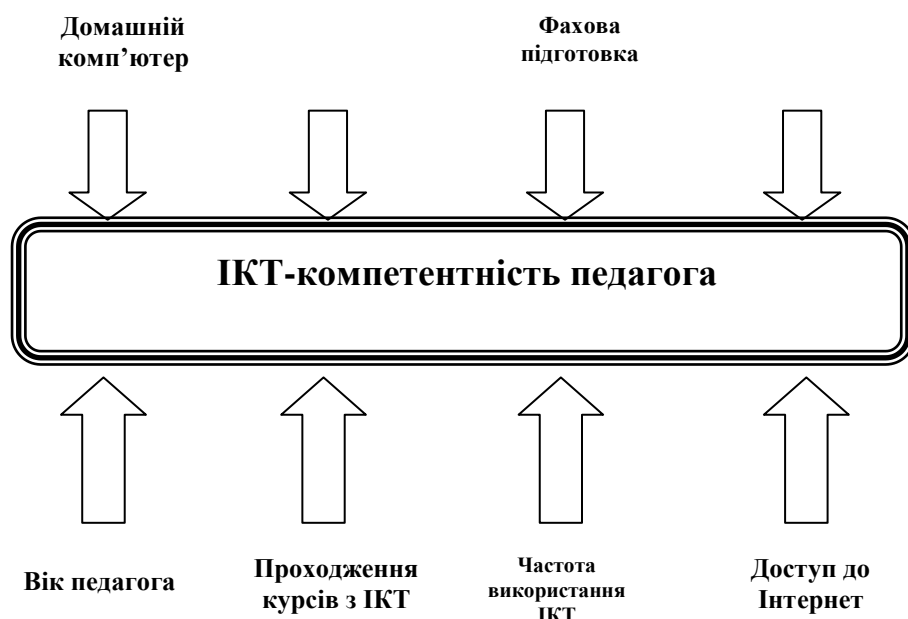 Домашній
комп’ютер
Фахова
підготовка
ІКТ-компетентність педагога
Вік педагога
Проходження
курсів з ІКТ
Частота
використання
ІКТ
Доступ до
Інтернет